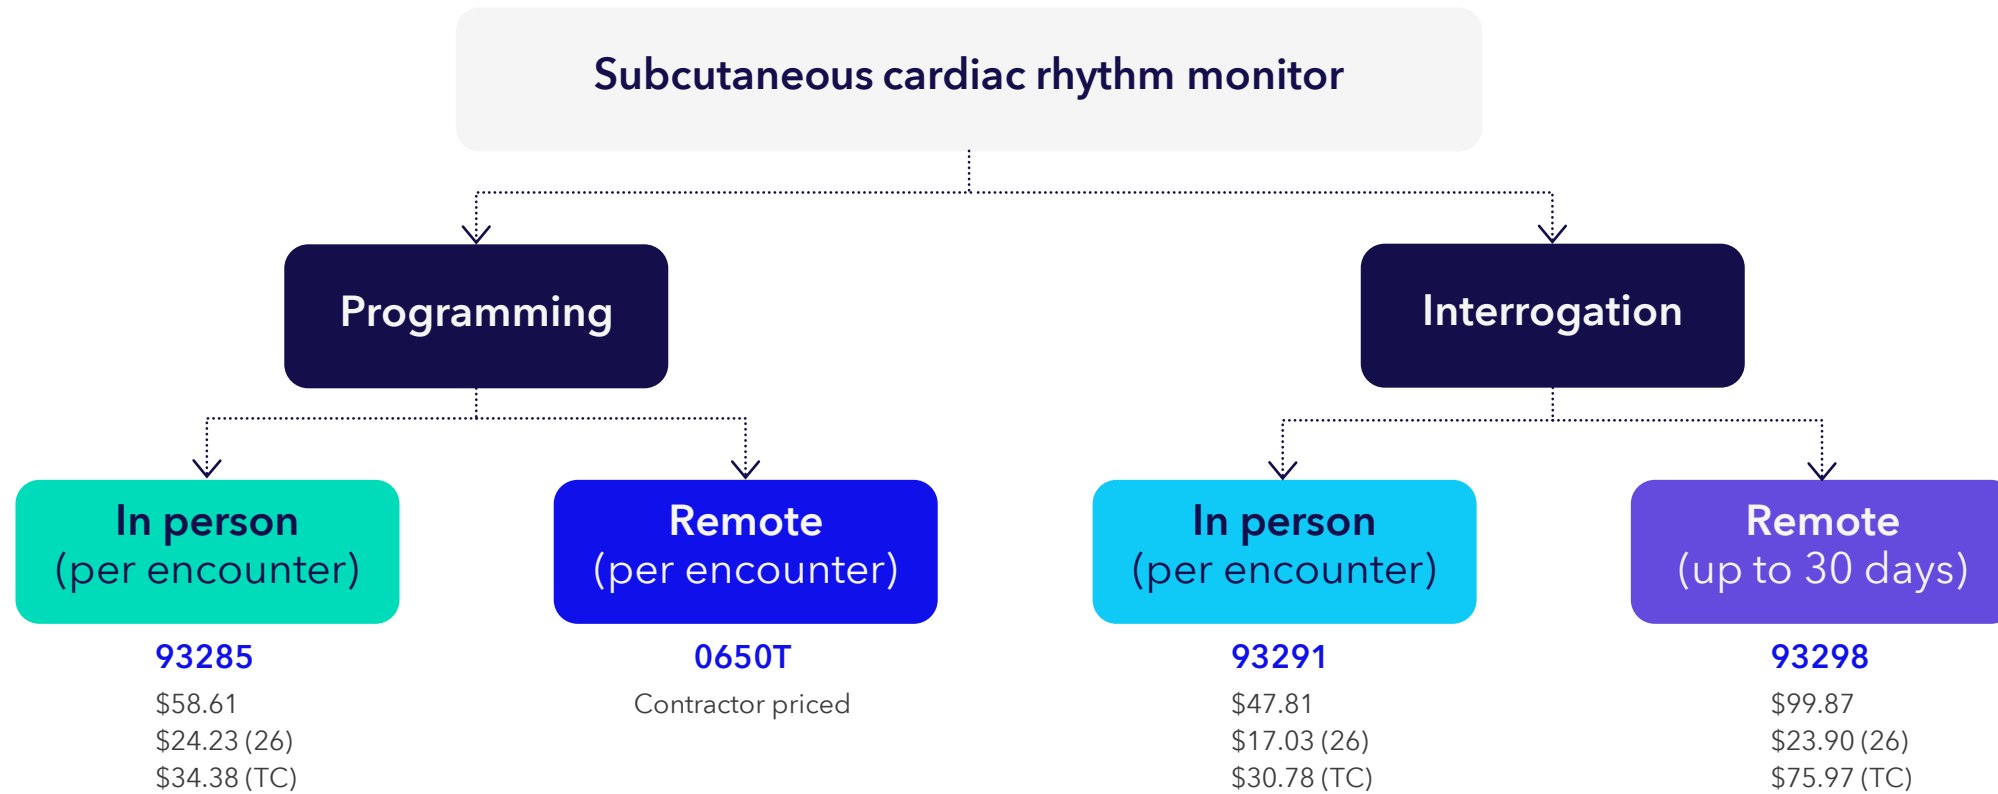 Subcutaneous cardiac rhythm monitor
Programming
Interrogation
In person
(per encounter)
93285
$58.61
$24.23 (26)
$34.38 (TC)
Remote
(per encounter)
0650T
Contractor priced
In person
(per encounter)
93291
$47.81
$17.03 (26)
$30.78 (TC)
Remote
(up to 30 days)
93298
$99.87
$23.90 (26)
$75.97 (TC)